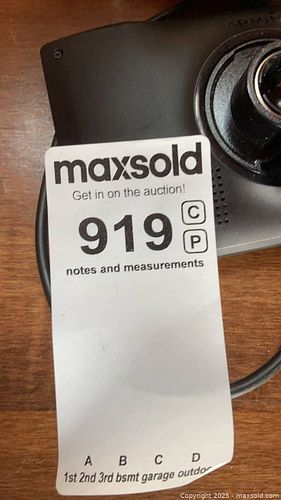 maxsold
Get in on the auction!
919
C
P
notes and measurements
A B C D
1st 2nd 3rd bsmt garage outdoo
Copyright © 2025 - maxsold.com